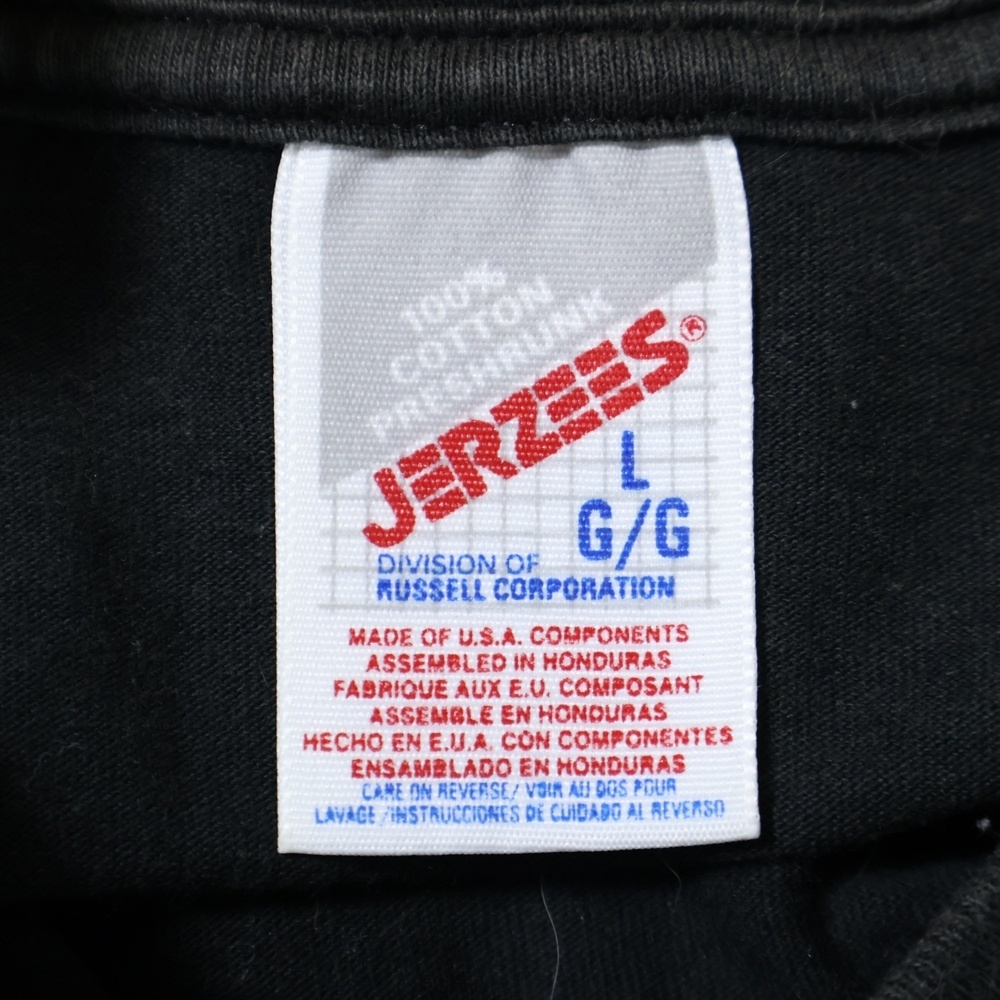 100%
COTTON
PRESHRUNK
JERZEES®
L
G/G
DIVISION OF
RUSSELL CORPORATION
MADE OF U.S.A. COMPONENTS
ASSEMBLED IN HONDURAS
FABRIQUE AUX E.U. COMPOSANT
ASSEMBLE EN HONDURAS
HECHO EN E.U.A. CON COMPONENTES
ENSAMBLADO EN HONDURAS
CARE ON REVERSE/ VOIR AU DOS POUR
LAVAGE /INSTRUCCIONES DE CUIDADO AL REVERSO